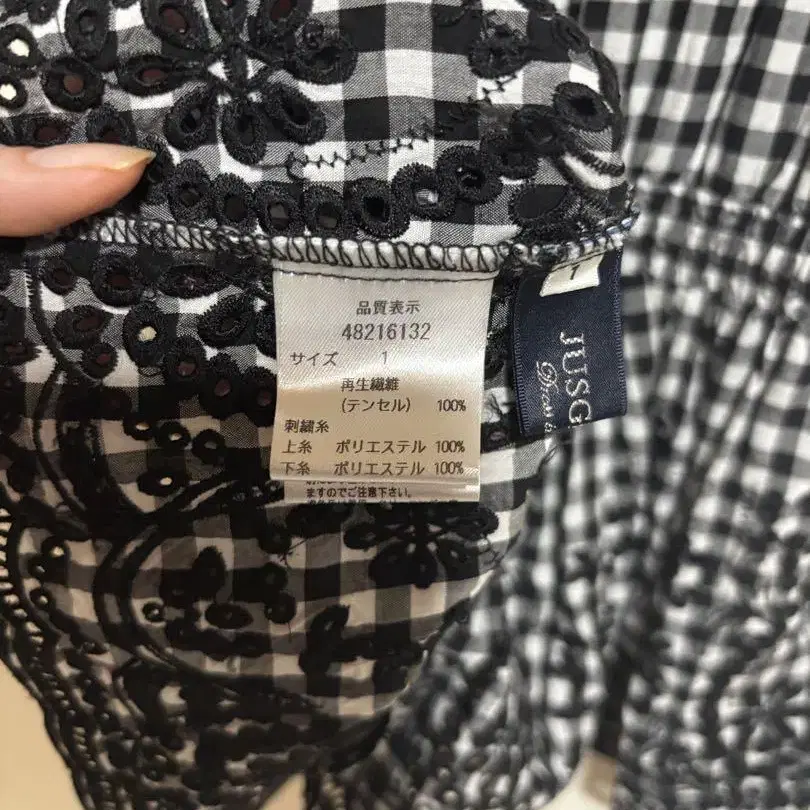 品質表示
48216132
サイズ 1
再生繊維
(テンセル) 100%
刺繍糸
上糸 ポリエステル 100%
下糸 ポリエステル 100%
ますのでご注意下さい。
1
JUSG
Dress